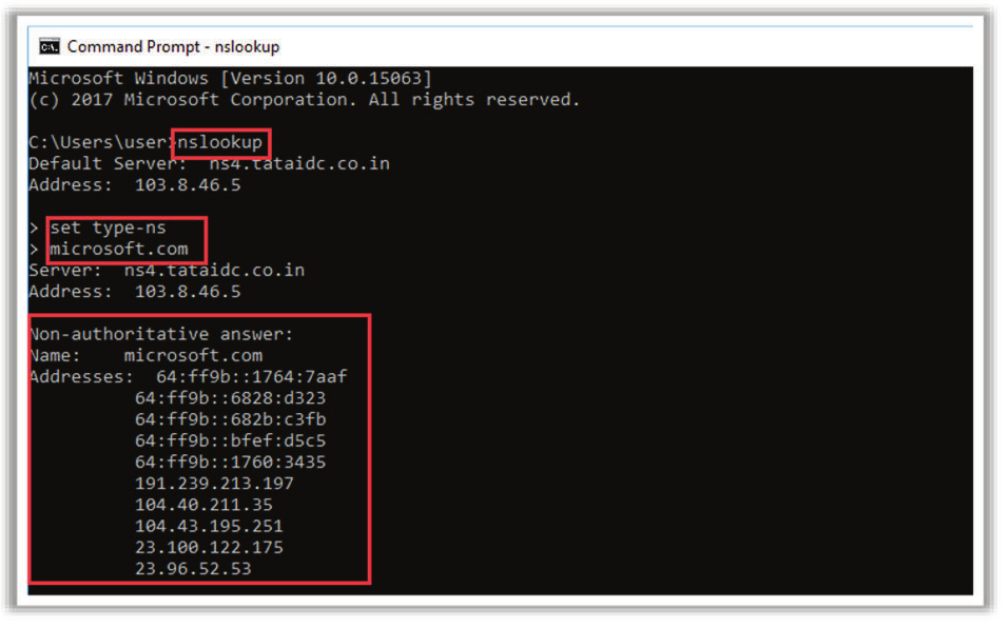 Command Prompt - nslookup
Microsoft Windows [Version 10.0.15063]
(c) 2017 Microsoft Corporation. All rights reserved.
C:\Users\user>nslookup
Default Server: ns4.tataidc.co.in
Address: 103.8.46.5
> set type-ns
> microsoft.com
Server: ns4.tataidc.co.in
Address: 103.8.46.5
Non-authoritative answer:
Name: microsoft.com
Addresses: 64:ff9b::1764:7aaf
64:ff9b::6828:d323
64:ff9b::682b:c3fb
64:ff9b::bfef:d5c5
64:ff9b::1760:3435
191.239.213.197
104.40.211.35
104.43.195.251
23.100.122.175
23.96.52.53